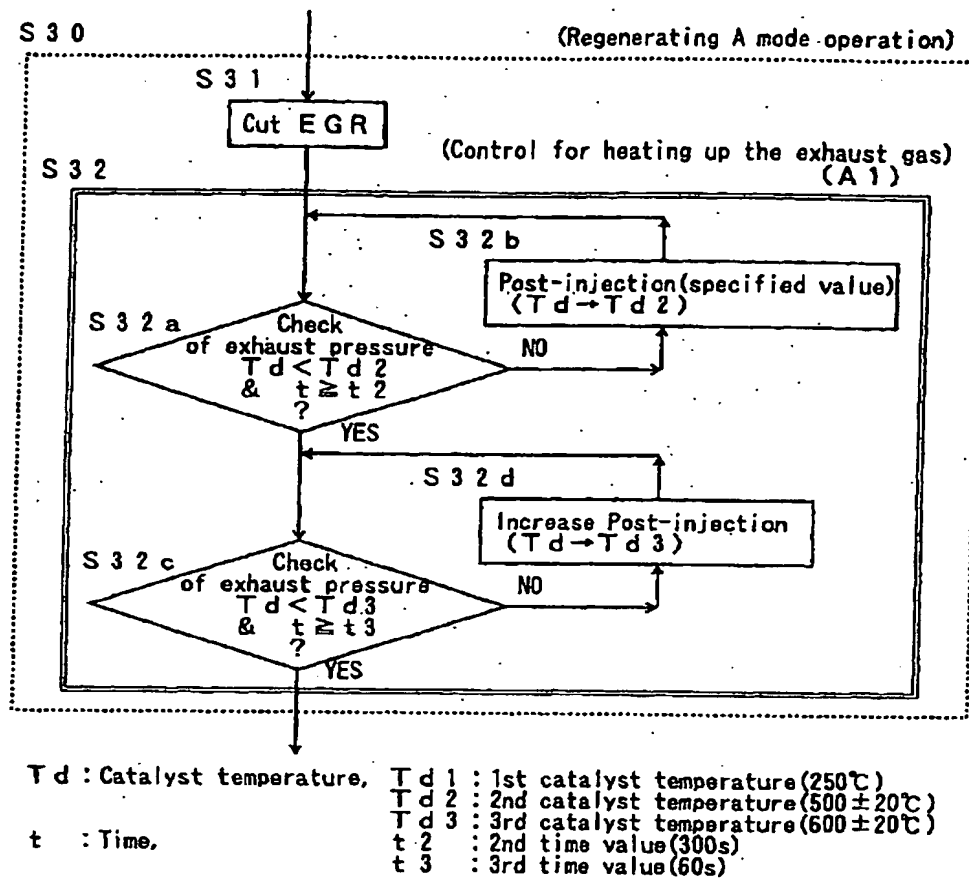 S30
(Regenerating A mode operation)
S31
Cut EGR
(Control for heating up the exhaust gas)
(A1)
S32
S32b
Post-injection(specified value)
(Td→Td2)
S32a
Check
of exhaust pressure
Td<Td2
& t≧t2
?
NO
YES
S32d
Increase Post-injection
(Td→Td3)
S32c
Check
of exhaust pressure
Td<Td3
& t≧t3
?
NO
YES
Td:Catalyst temperature, Td1:1st catalyst temperature(250℃)
Td2:2nd catalyst temperature(500±20℃)
Td3:3rd catalyst temperature(600±20℃)
t :Time, t2 :2nd time value(300s)
t3 :3rd time value(60s)